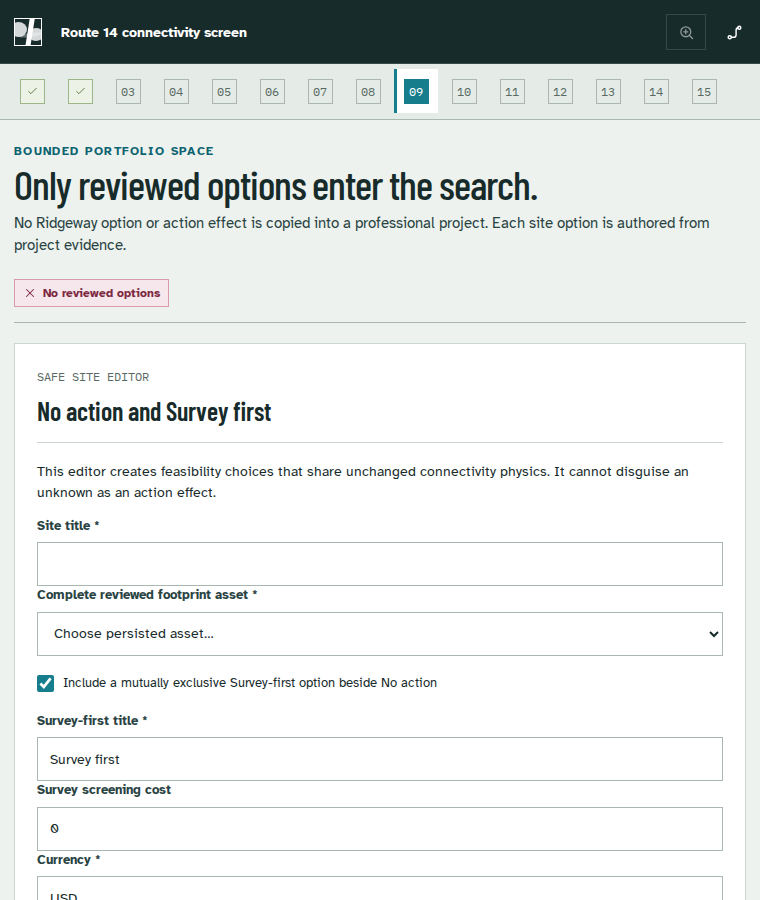 Route 14 connectivity screen
03 04 05 06 07 08 09 10 11 12 13 14 15
BOUNDED PORTFOLIO SPACE
Only reviewed options enter the search.
No Ridgeway option or action effect is copied into a professional project. Each site option is authored from
project evidence.
No reviewed options
SAFE SITE EDITOR
No action and Survey first
This editor creates feasibility choices that share unchanged connectivity physics. It cannot disguise an
unknown as an action effect.
Site title *
Complete reviewed footprint asset *
Choose persisted asset...
Include a mutually exclusive Survey-first option beside No action
Survey-first title *
Survey first
Survey screening cost
0
Currency *
USD